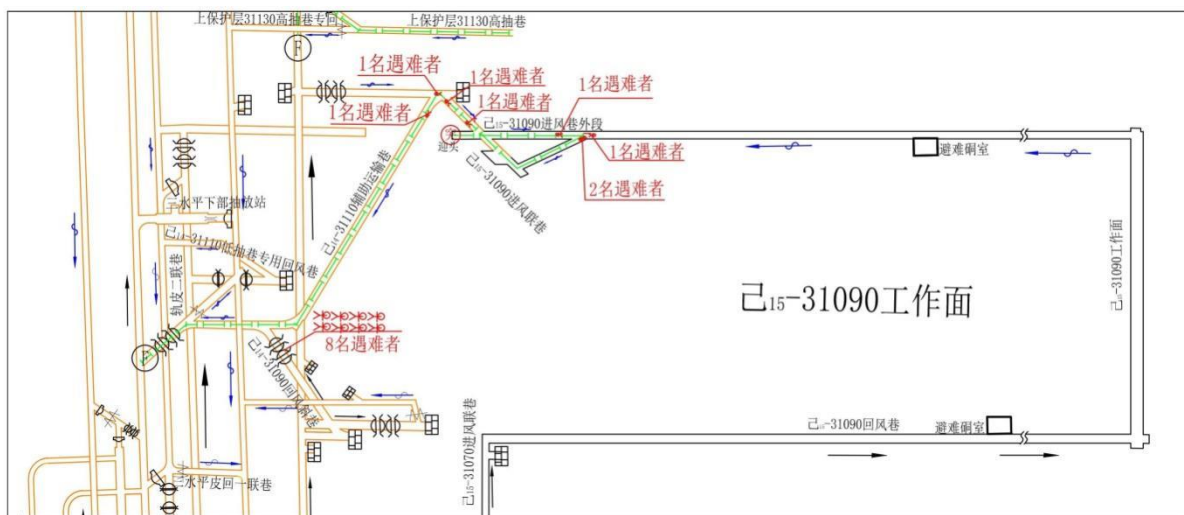 上保护层31130高抽巷专回
上保护层31130高抽巷
F
1名遇难者
1名遇难者
1名遇难者
1名遇难者
1名遇难者
己15-31090进风巷外段
迎头
1名遇难者
2名遇难者
避难硐室
己15-31090进风联巷
己14-31110辅助运输巷
三水平下部抽放站
己14-31110低抽巷专用回风巷
轨皮二联巷
己15-31090工作面
己15-31090工作面
8名遇难者
己14-31090回风斜巷
己15-31090回风巷
避难硐室
己15-31070进风联巷
三水平皮回一联巷